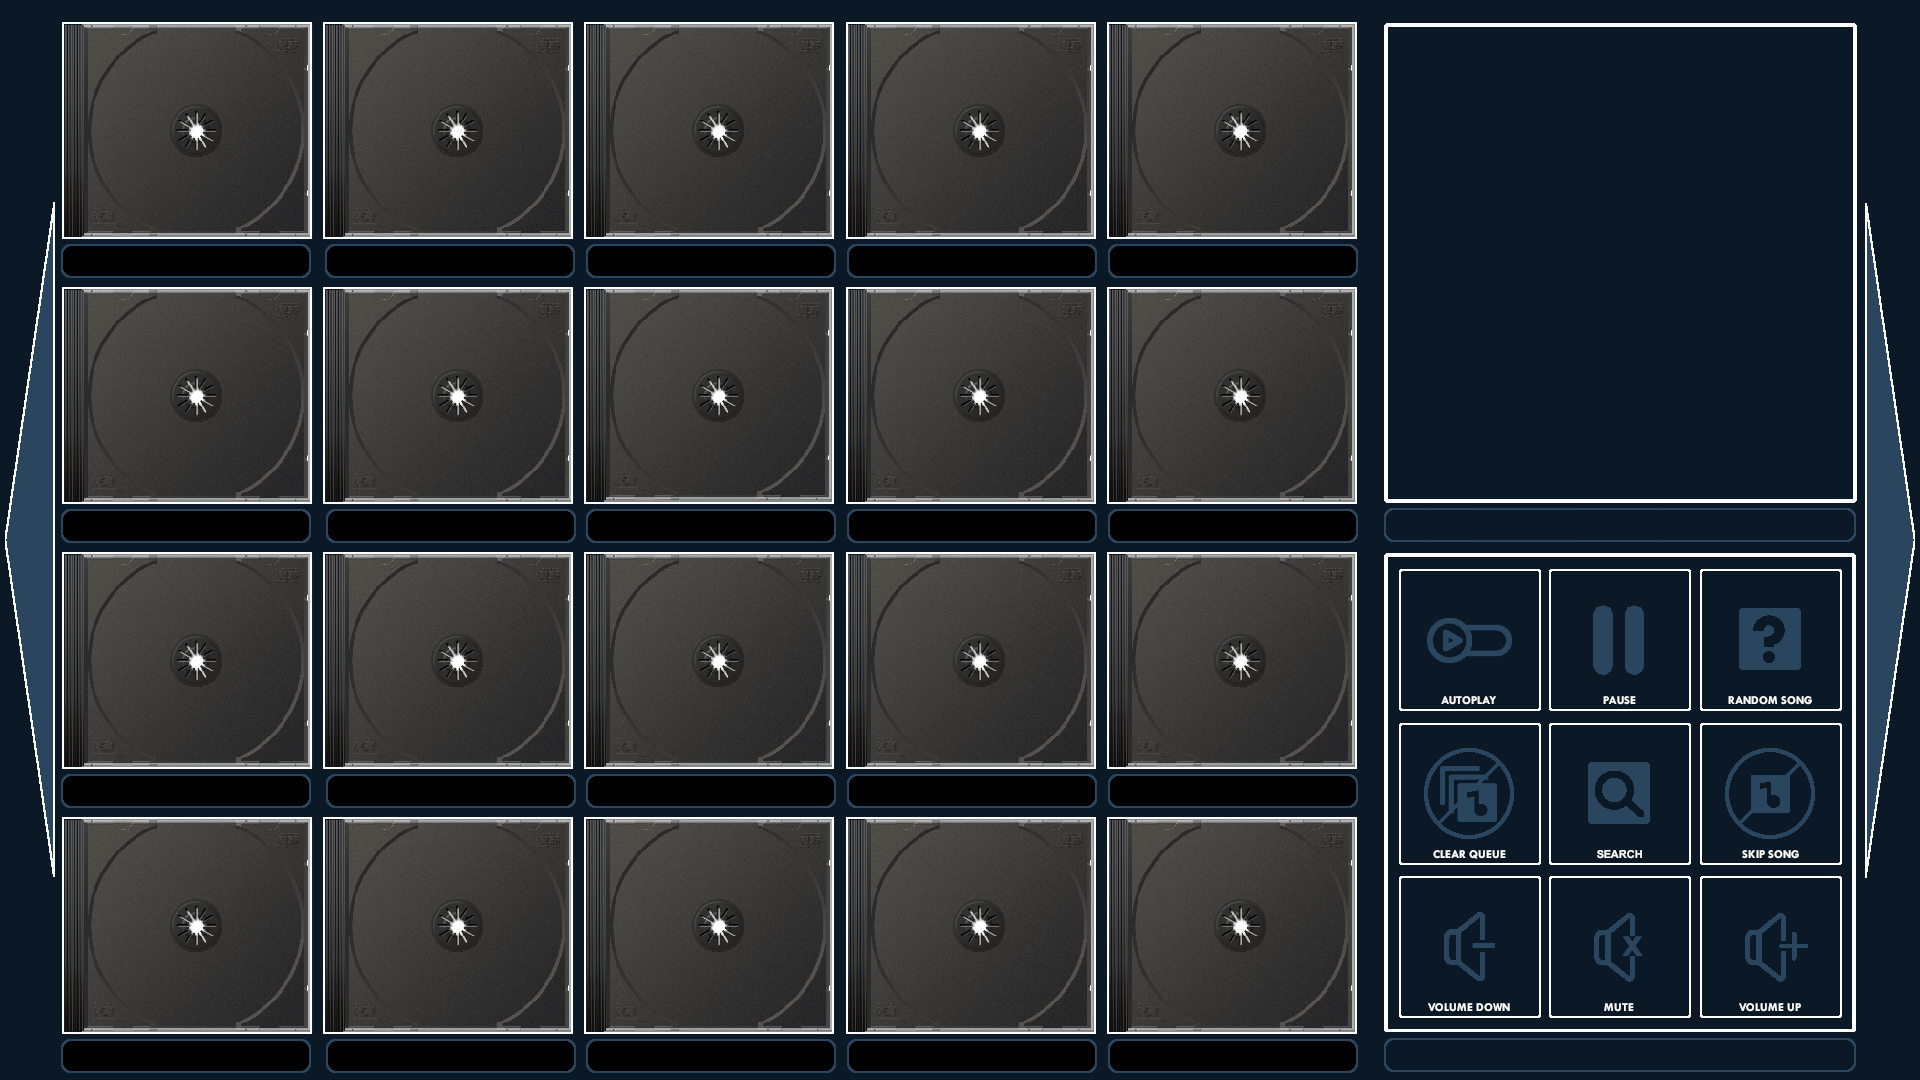 AUTOPLAY
PAUSE
RANDOM SONG
CLEAR QUEUE
SEARCH
SKIP SONG
VOLUME DOWN
MUTE
VOLUME UP